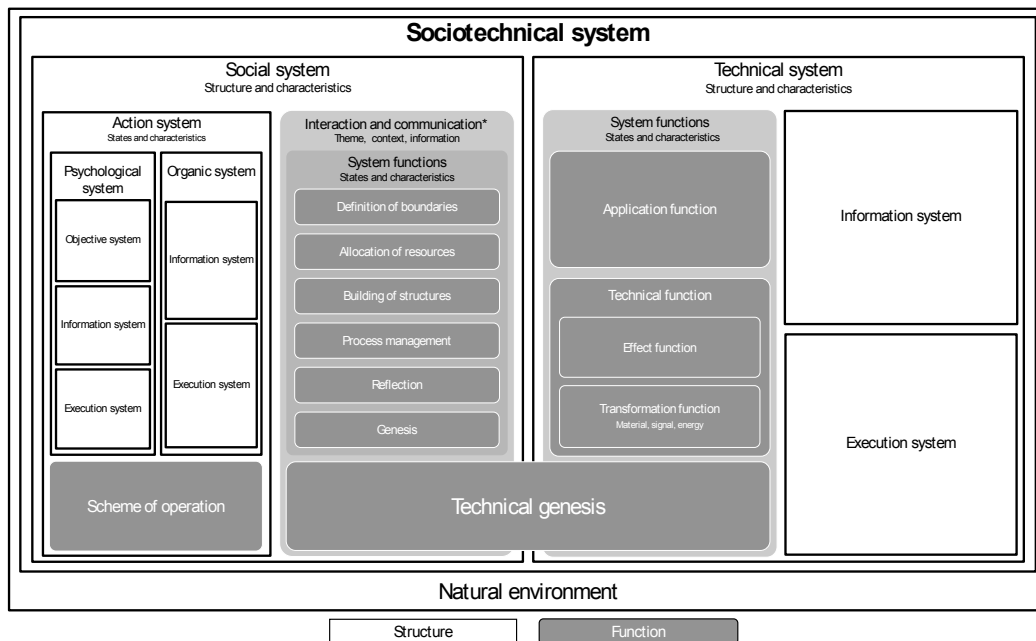 Sociotechnical system
Social system
Structure and characteristics
Action system
States and characteristics
Psychological
system
Objective system
Information system
Execution system
Organic system
Information system
Execution system
Scheme of operation
Interaction and communication*
Theme, context, information
System functions
States and characteristics
Definition of boundaries
Allocation of resources
Building of structures
Process management
Reflection
Genesis
Technical genesis
Technical system
Structure and characteristics
System functions
States and characteristics
Application function
Technical function
Effect function
Transformation function
Material, signal, energy
Information system
Execution system
Natural environment
Structure
Function